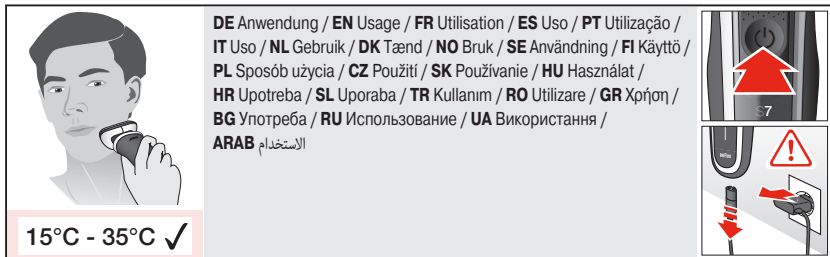 DE Anwendung / EN Usage / FR Utilisation / ES Uso / PT Utilização /
IT Uso / NL Gebruik / DK Tænd / NO Bruk / SE Användning / FI Käyttö /
PL Sposób użycia / CZ Použití / SK Používanie / HU Használat /
HR Upotreba / SL Uporaba / TR Kullanım / RO Utilizare / GR Χρήση /
BG Употреба / RU Использование / UA Використання /
ARAB الاستخدام
15°C - 35°C ✓
S7
BRAUN